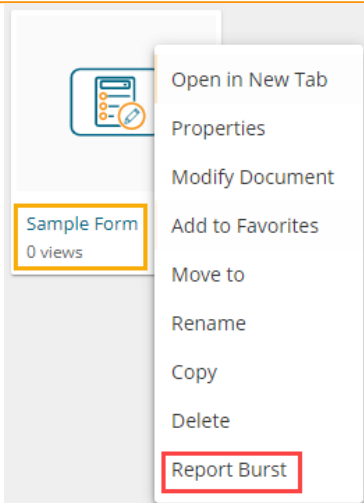 Open in New Tab
Properties
Modify Document
Sample Form
0 views
Add to Favorites
Move to
Rename
Copy
Delete
Report Burst